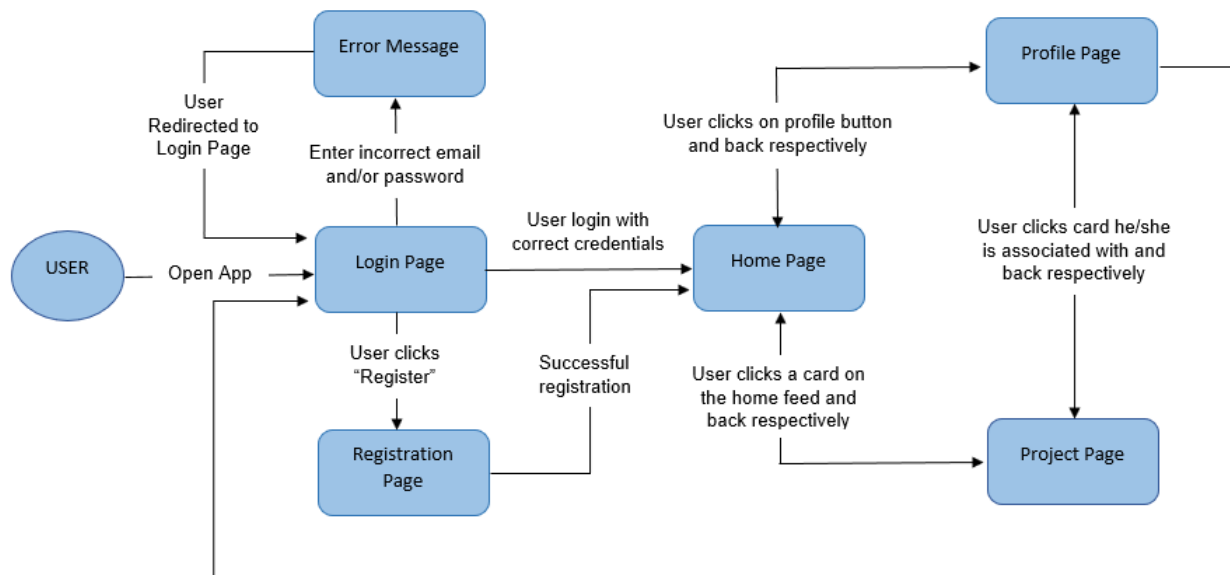 Error Message
Profile Page
User
Redirected to
Login Page
Enter incorrect email
and/or password
User clicks on profile button
and back respectively
User login with
correct credentials
User clicks card he/she
is associated with and
back respectively
USER
Open App
Login Page
Home Page
User clicks
“Register”
Successful
registration
User clicks a card on
the home feed and
back respectively
Registration
Page
Project Page